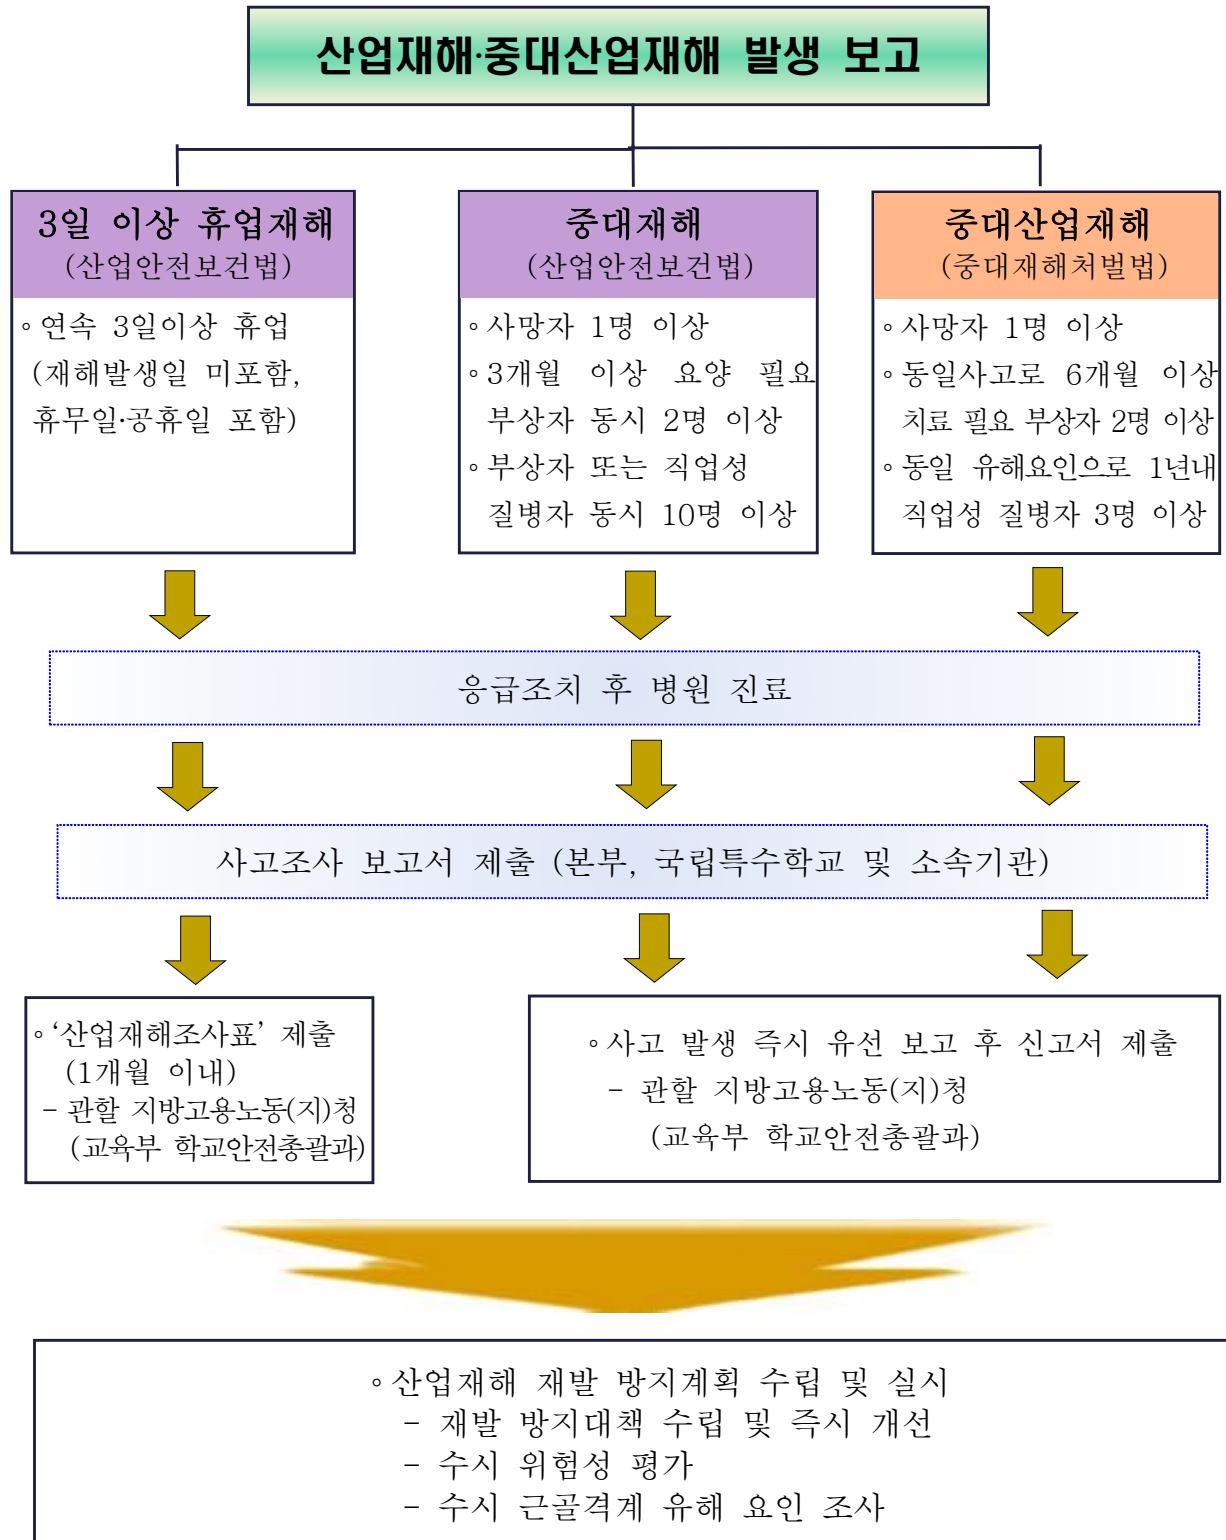 산업재해·중대산업재해 발생 보고
3일 이상 휴업재해
(산업안전보건법)
◦연속 3일이상 휴업
(재해발생일 미포함,
휴무일·공휴일 포함)
중대재해
(산업안전보건법)
◦사망자 1명 이상
◦3개월 이상 요양 필요
부상자 동시 2명 이상
◦부상자 또는 직업성
질병자 동시 10명 이상
중대산업재해
(중대재해처벌법)
◦사망자 1명 이상
◦동일사고로 6개월 이상
치료 필요 부상자 2명 이상
◦동일 유해요인으로 1년내
직업성 질병자 3명 이상
응급조치 후 병원 진료
사고조사 보고서 제출 (본부, 국립특수학교 및 소속기관)
◦‘산업재해조사표’ 제출
(1개월 이내)
- 관할 지방고용노동(지)청
(교육부 학교안전총괄과)
◦사고 발생 즉시 유선 보고 후 신고서 제출
- 관할 지방고용노동(지)청
(교육부 학교안전총괄과)
◦산업재해 재발 방지계획 수립 및 실시
- 재발 방지대책 수립 및 즉시 개선
- 수시 위험성 평가
- 수시 근골격계 유해 요인 조사